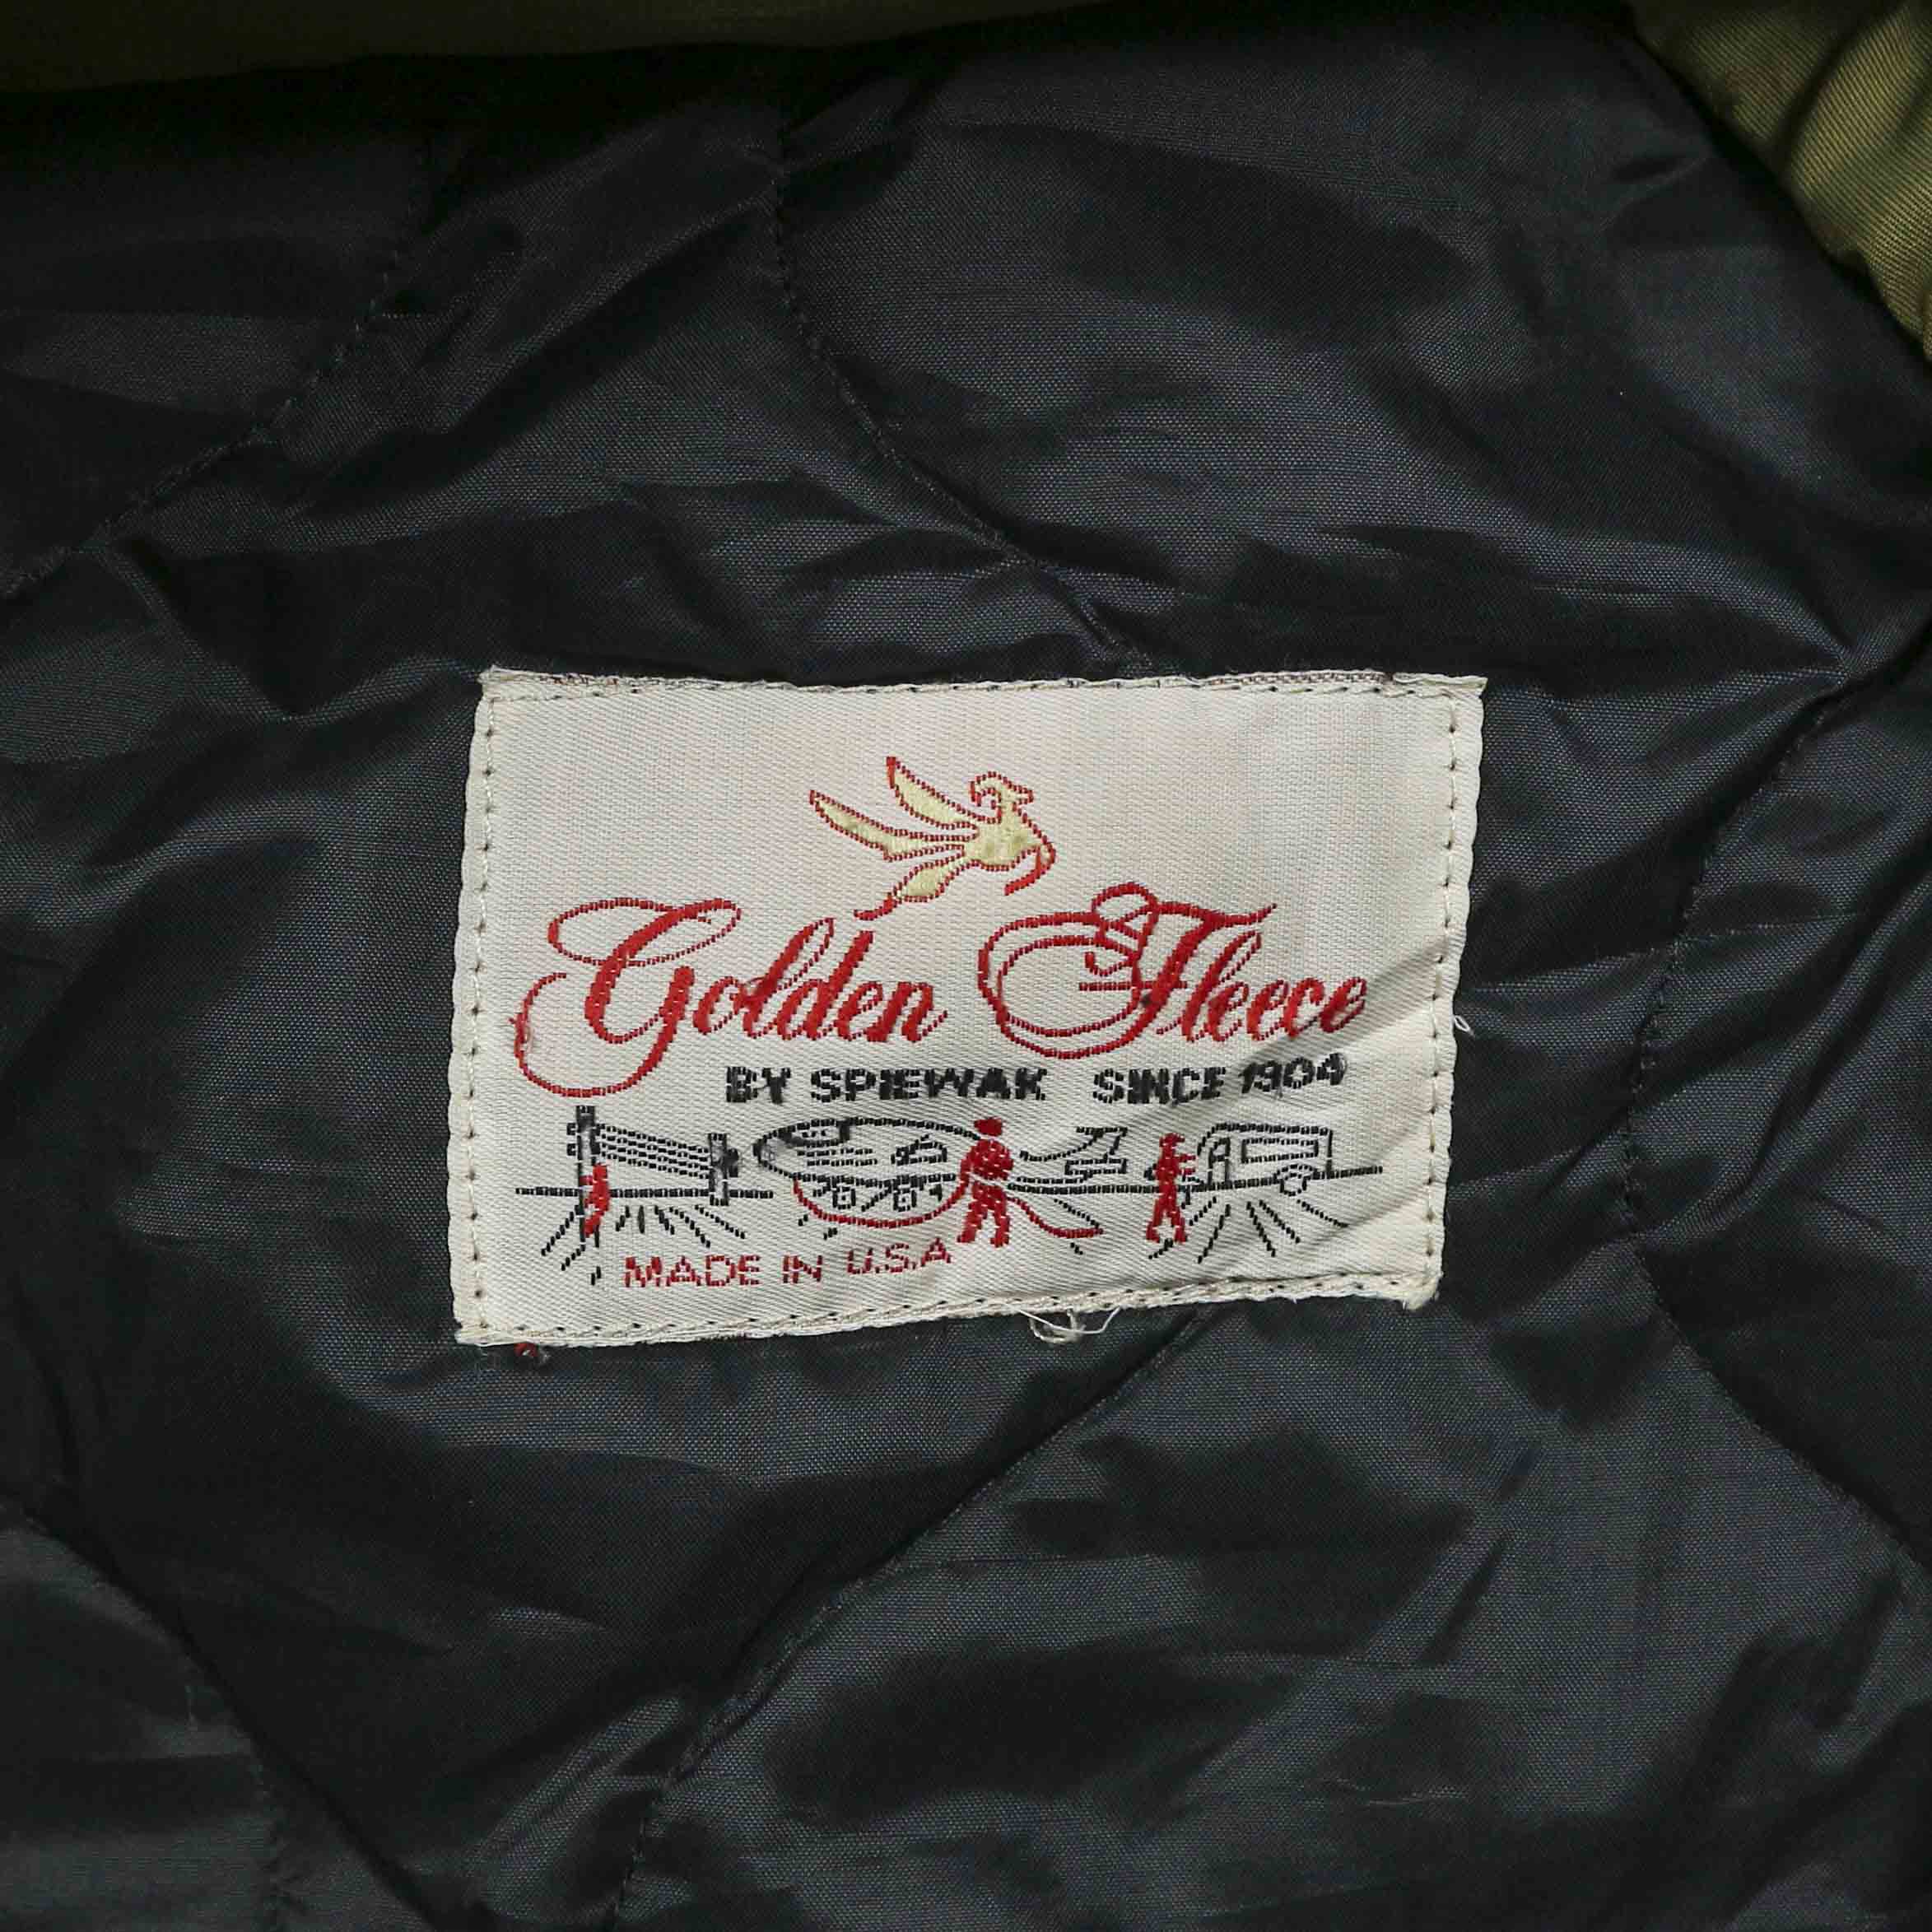 Golden Fleece
BY SPIEWAK SINCE 1904
MADE IN U.S.A